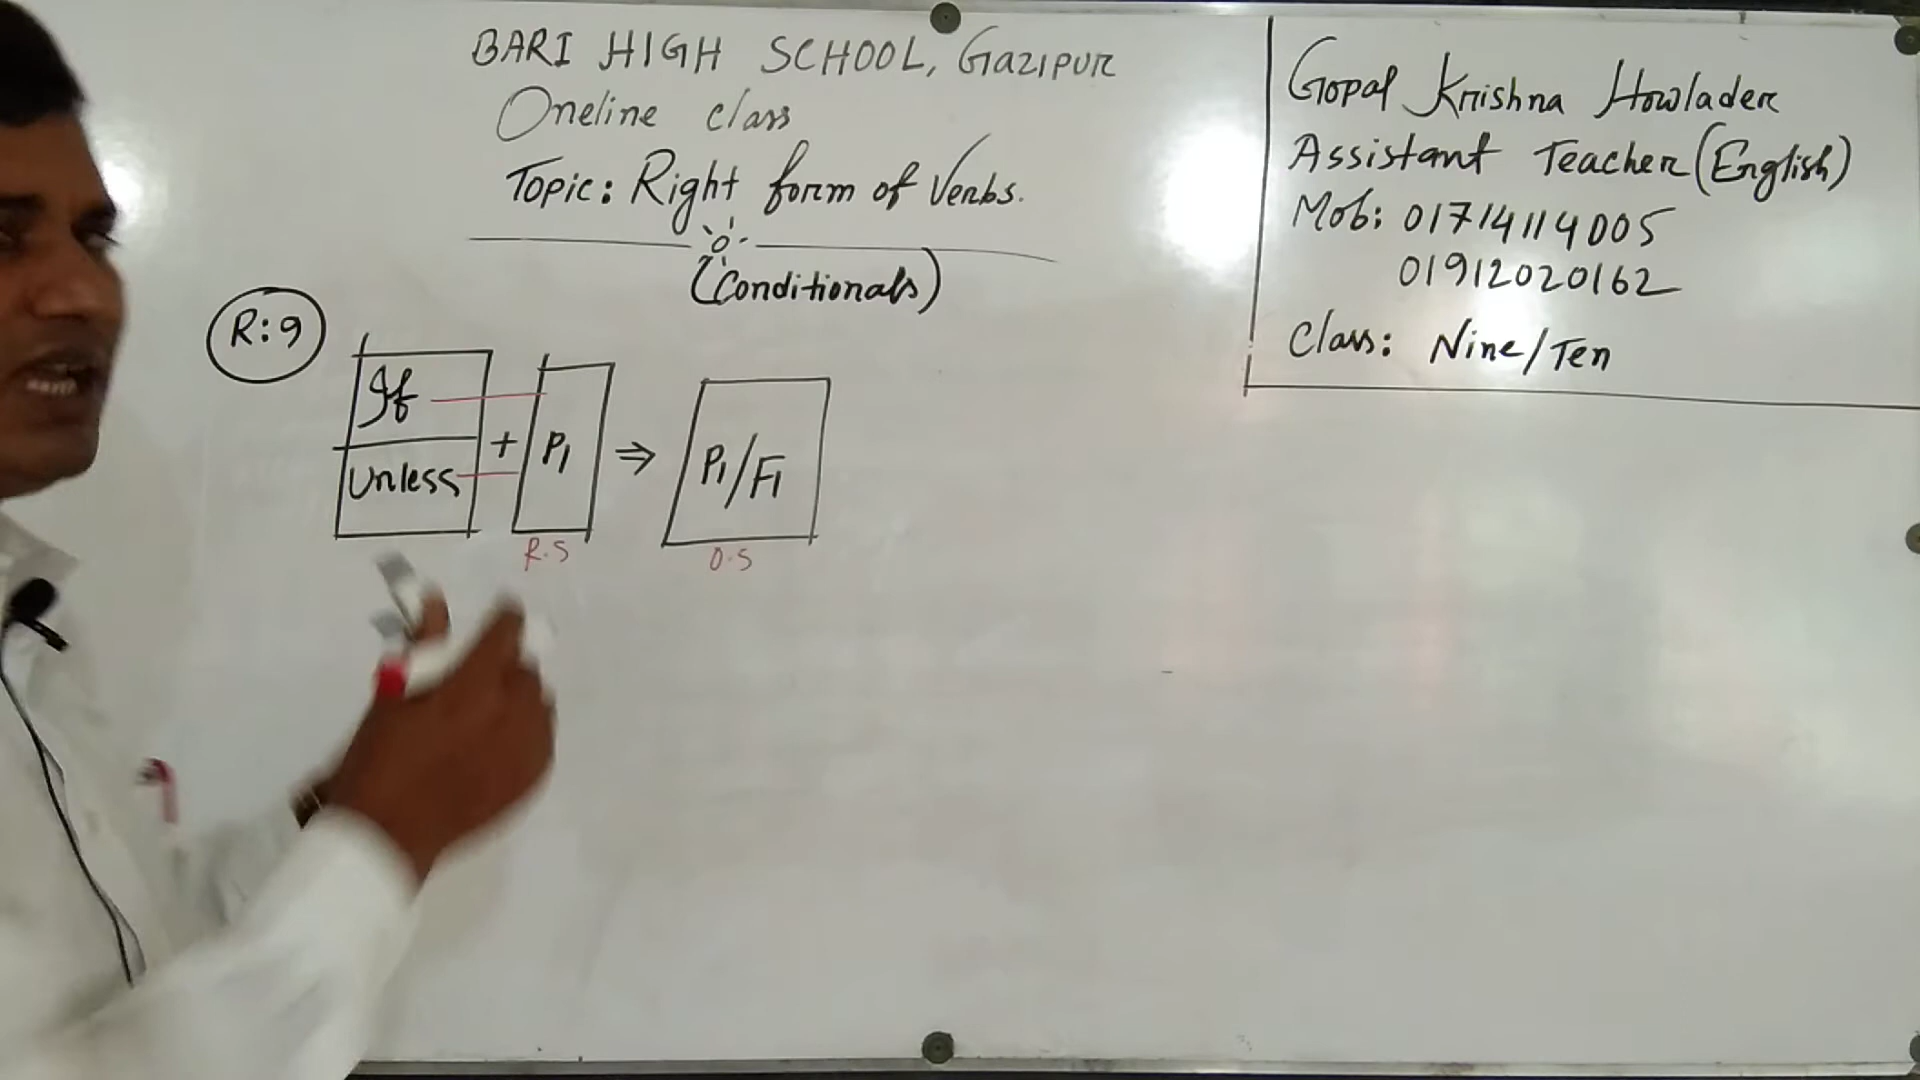 BARI HIGH SCHOOL, GAZIPUR
Oneline class
Topic: Right form of Verbs.
(Conditionals)
R:9
If
Unless
+
P1
⇒
P1/F1
R.S
O.S
Gopal Krishna Howlader
Assistant Teacher (English)
Mob: 01714114005
01912020162
Class: Nine/Ten